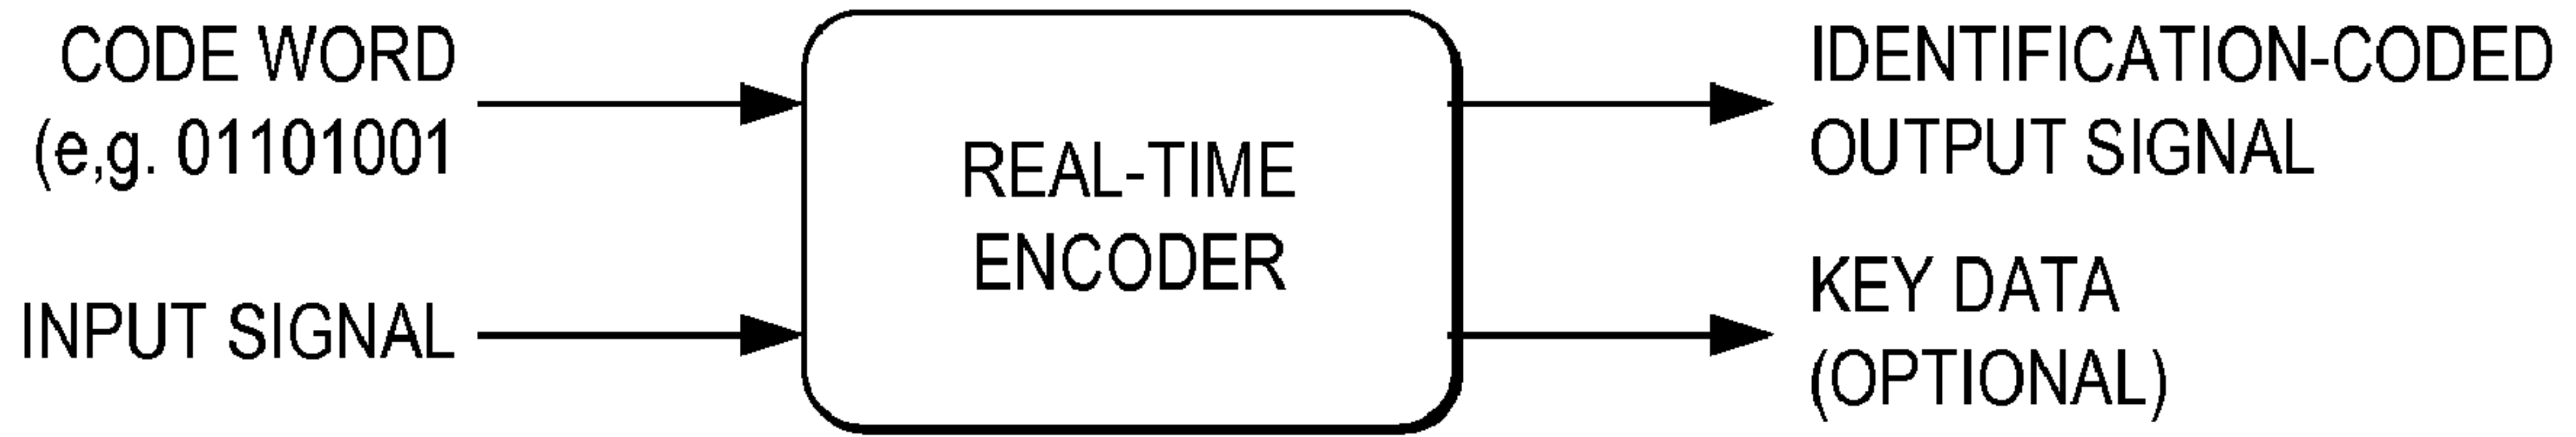 CODE WORD
(e,g. 01101001
INPUT SIGNAL
REAL-TIME
ENCODER
IDENTIFICATION-CODED
OUTPUT SIGNAL
KEY DATA
(OPTIONAL)